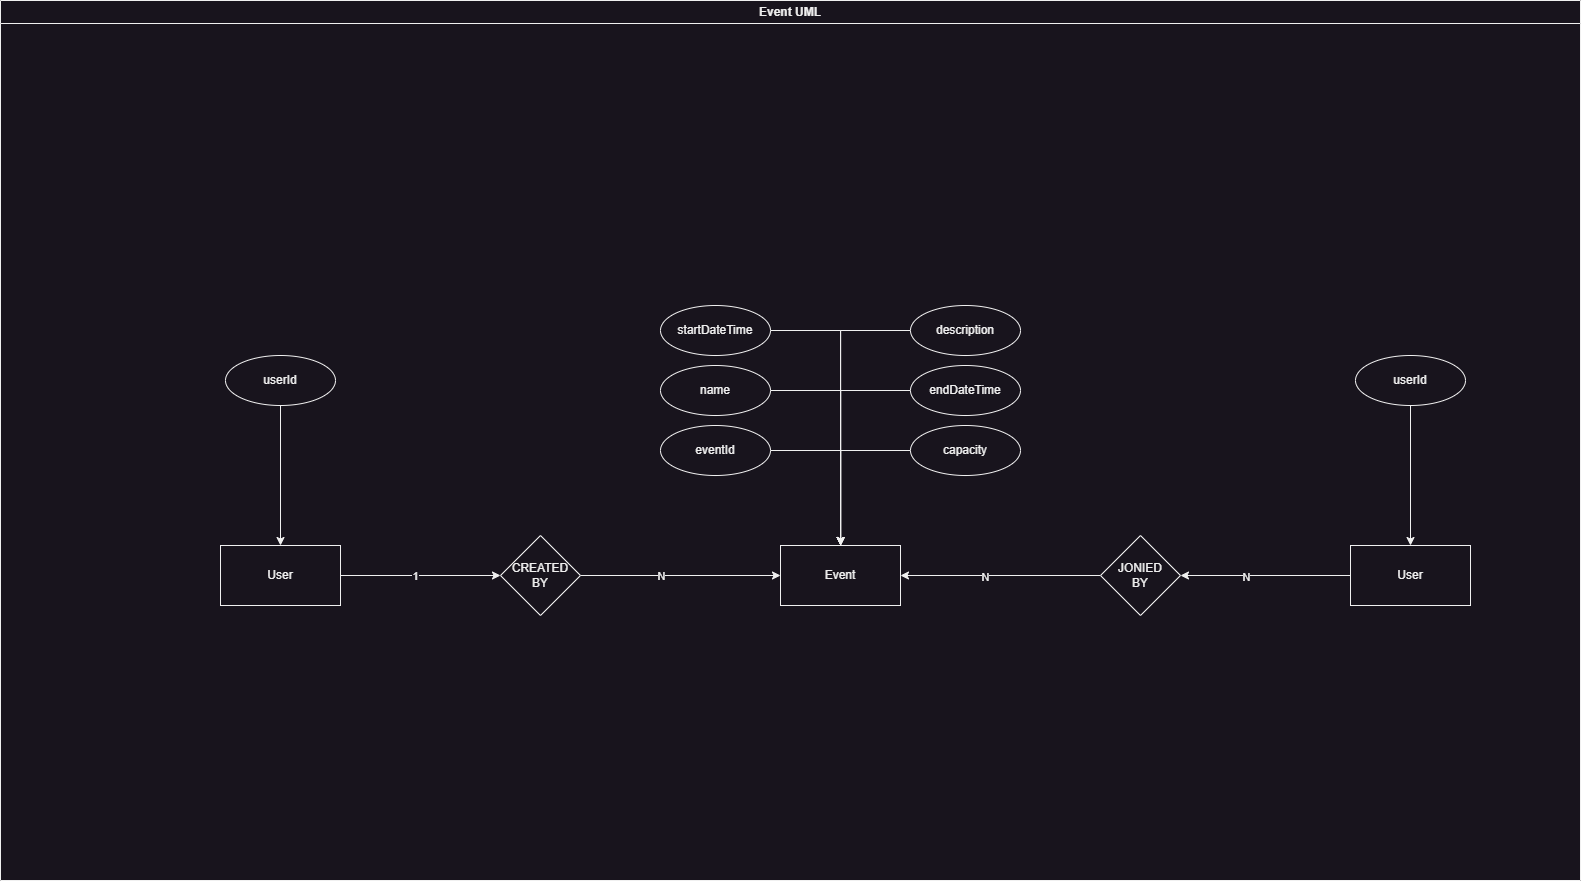 Event UML
startDateTime
description
userId
name
endDateTime
userId
eventId
capacity
User
1
CREATED
BY
N
Event
N
JONIED
BY
N
User